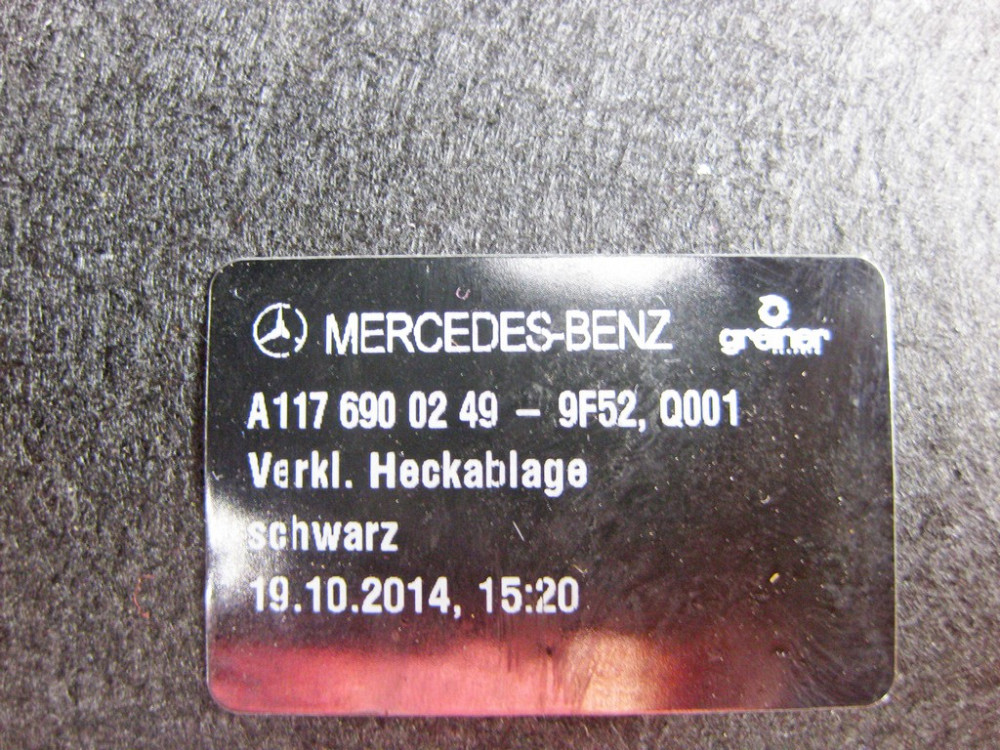 MERCEDES-BENZ greiner
A117 690 02 49 - 9F52, Q001
Verkl. Heckablage
schwarz
19.10.2014, 15:20